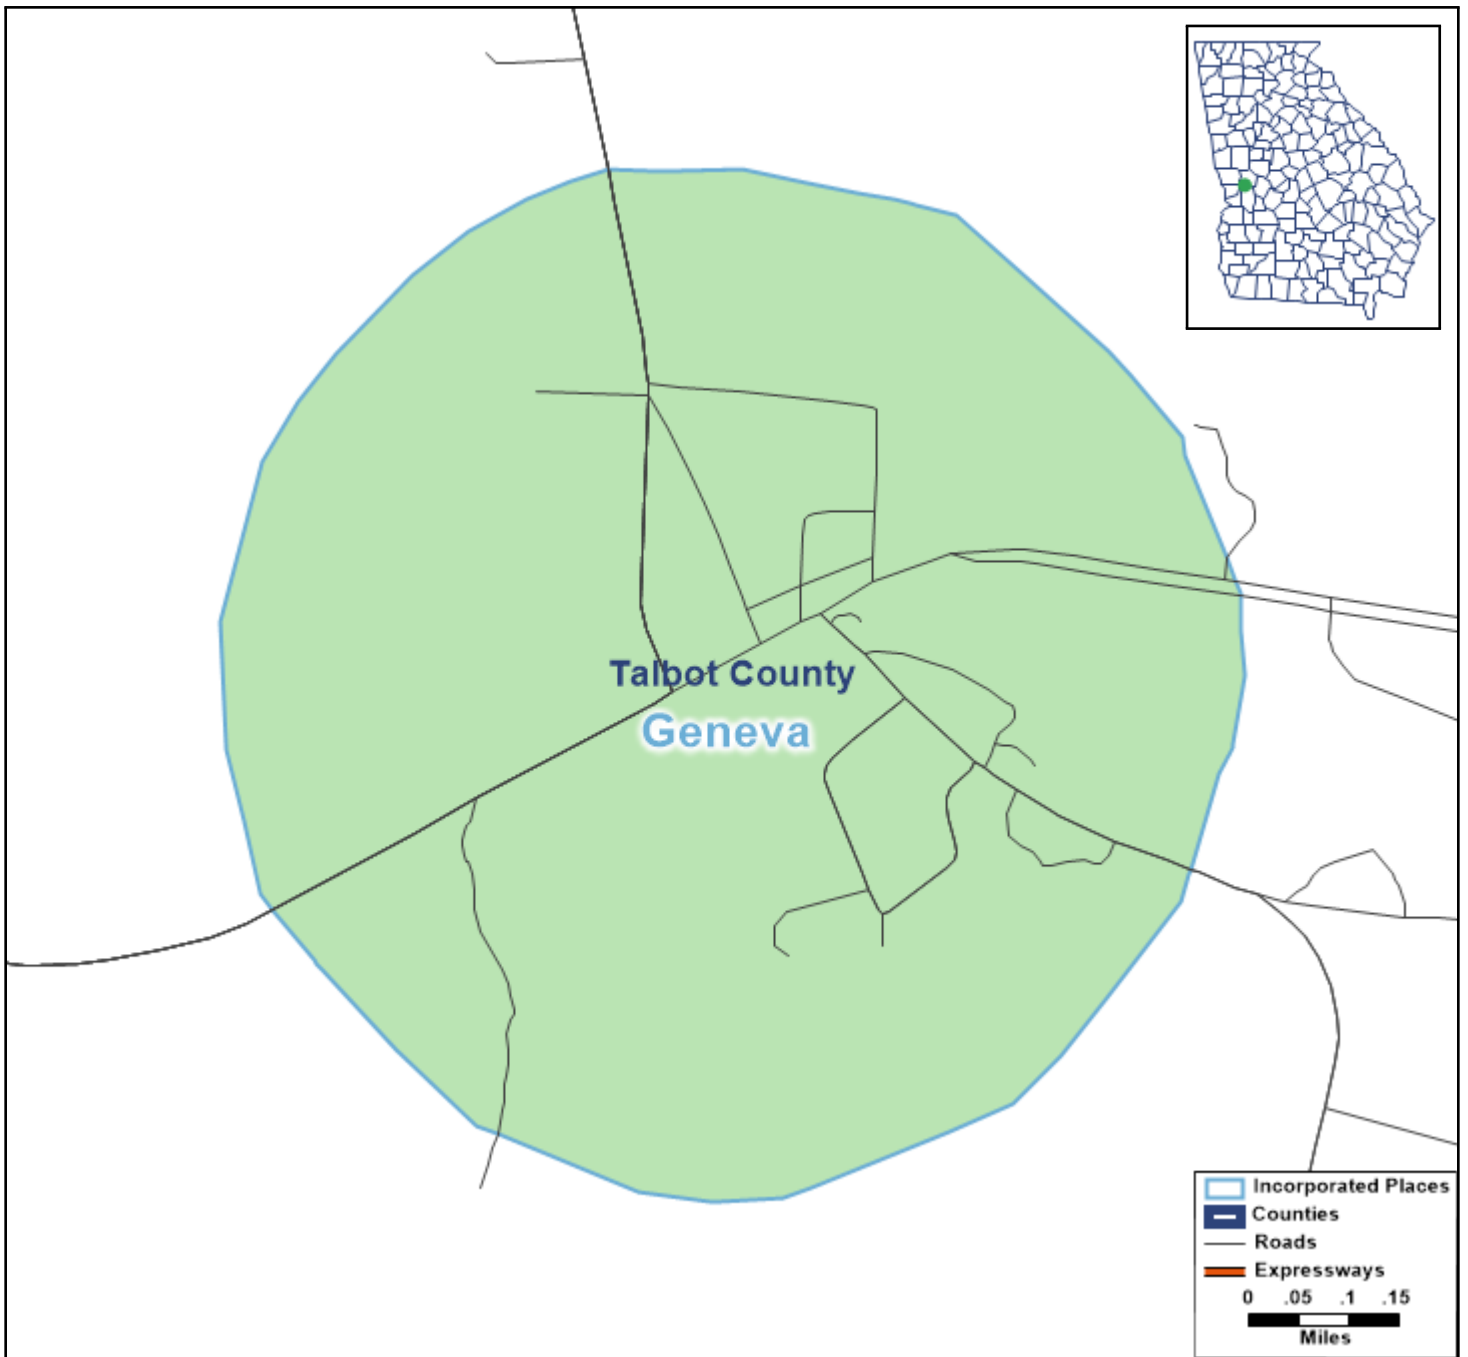 Talbot County
Geneva
Incorporated Places
Counties
Roads
Expressways
0 .05 .1 .15
Miles